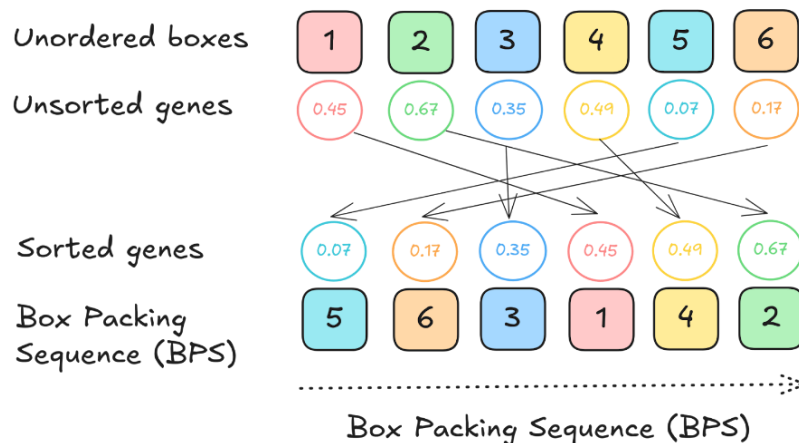 Unordered boxes 1 2 3 4 5 6
Unsorted genes 0.45 0.67 0.35 0.49 0.07 0.17
Sorted genes 0.07 0.17 0.35 0.45 0.49 0.67
Box Packing
Sequence (BPS) 5 6 3 1 4 2
Box Packing Sequence (BPS)